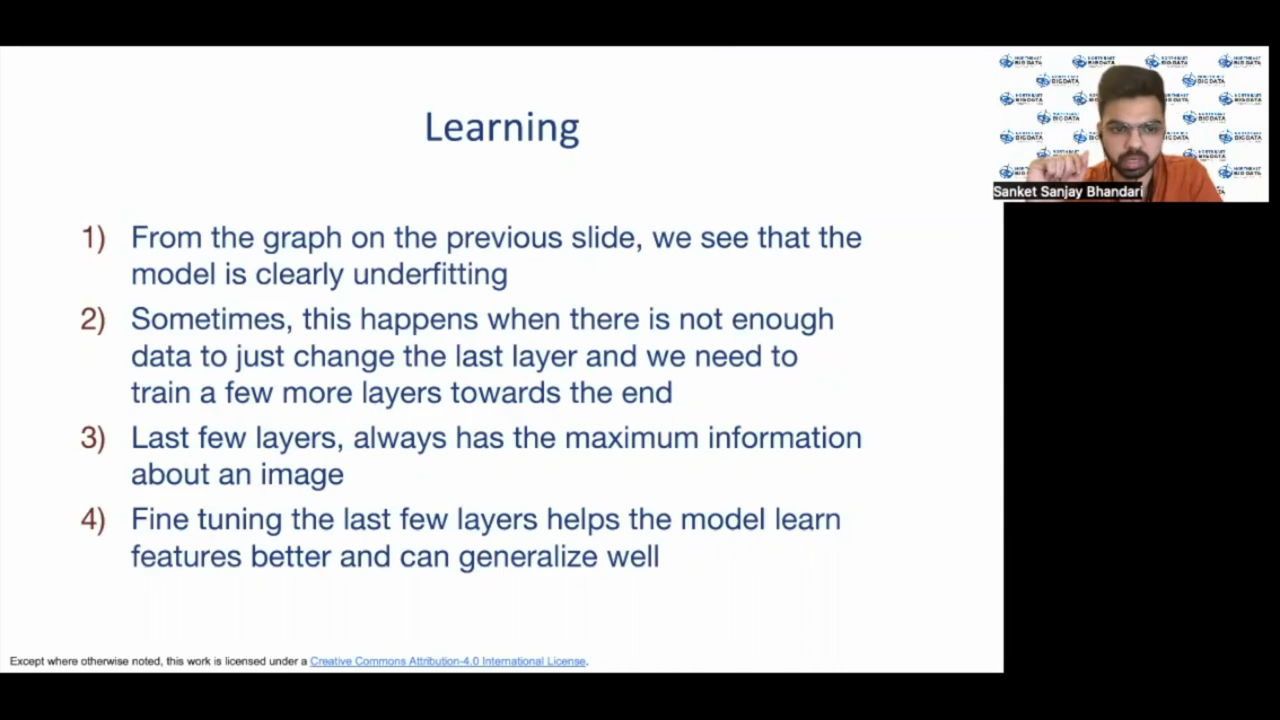 Learning
1) From the graph on the previous slide, we see that the
model is clearly underfitting
2) Sometimes, this happens when there is not enough
data to just change the last layer and we need to
train a few more layers towards the end
3) Last few layers, always has the maximum information
about an image
4) Fine tuning the last few layers helps the model learn
features better and can generalize well
Except where otherwise noted, this work is licensed under a Creative Commons Attribution-4.0 International License.
NORTHEAST
BIG DATA
Sanket Sanjay Bhandari